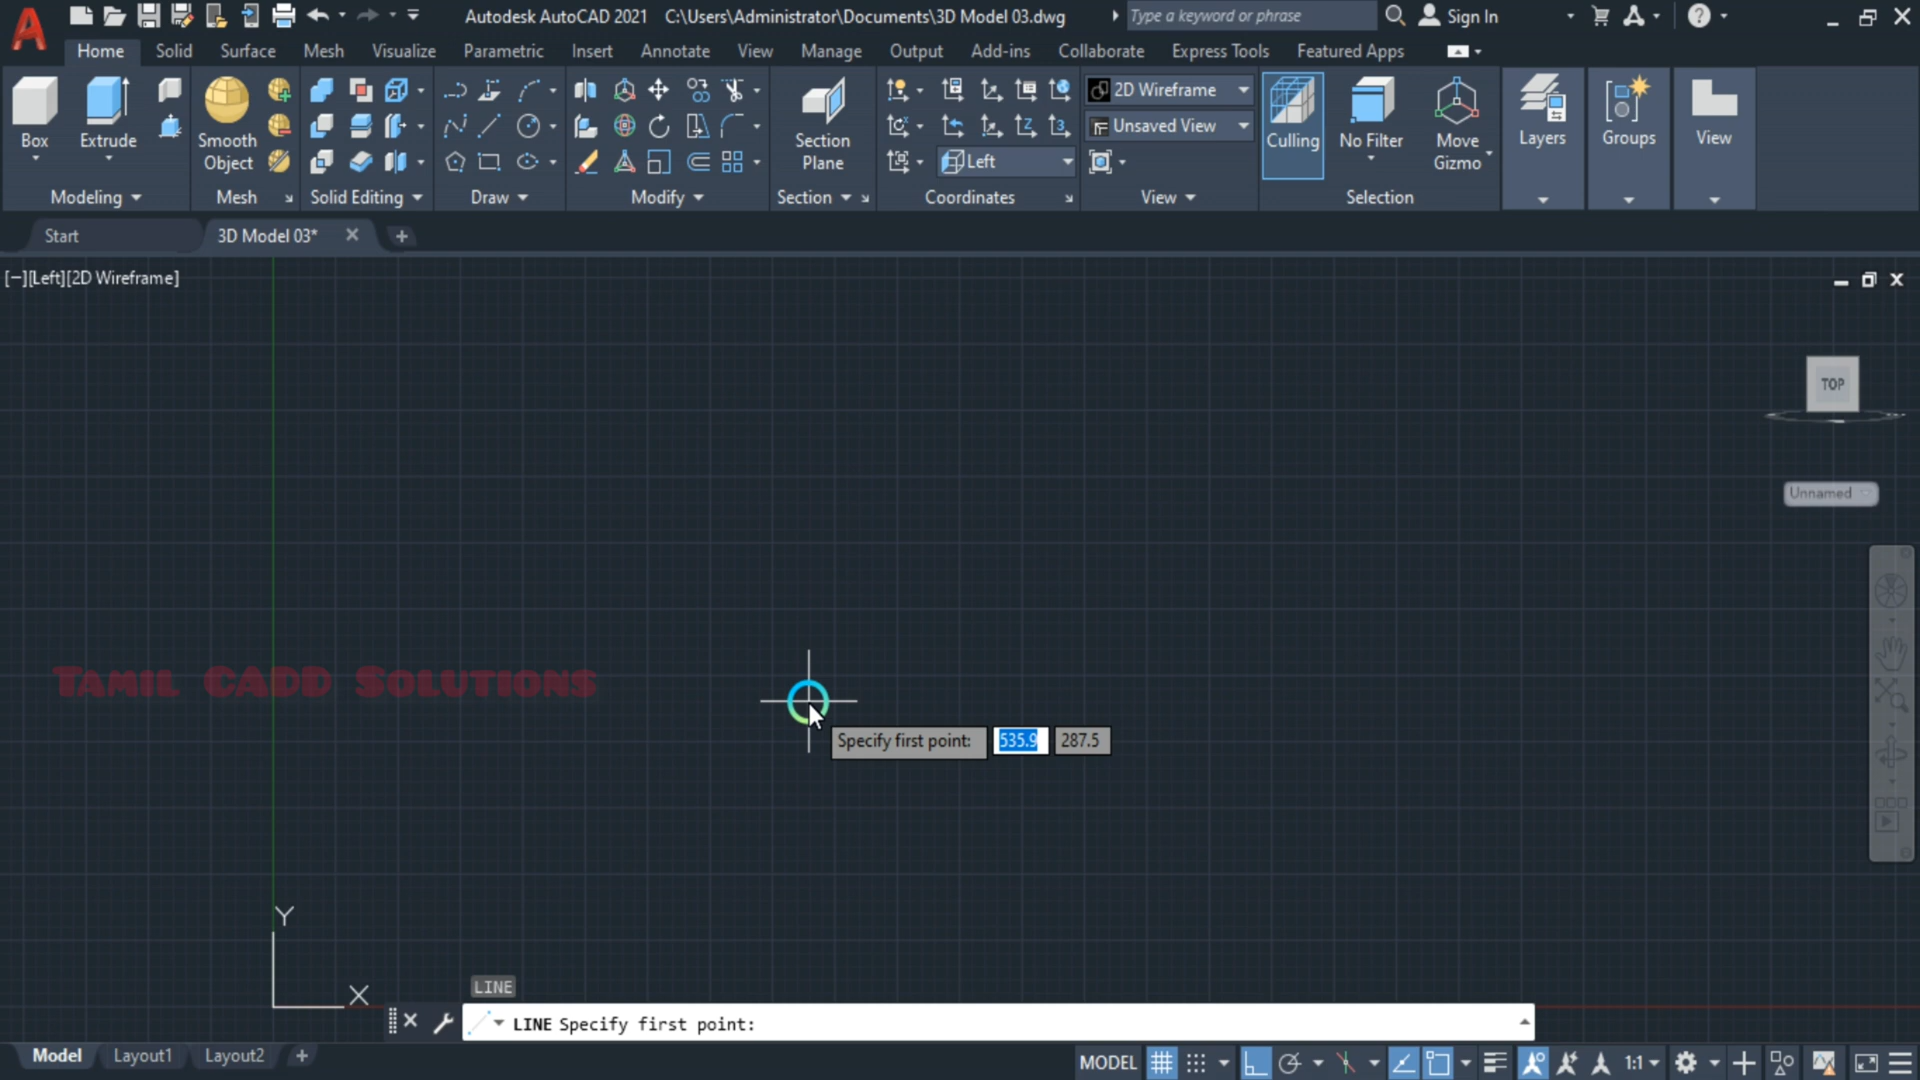 Autodesk AutoCAD 2021 C:\Users\Administrator\Documents\3D Model 03.dwg Type a keyword or phrase Sign In
Home Solid Surface Mesh Visualize Parametric Insert Annotate View Manage Output Add-ins Collaborate Express Tools Featured Apps
2D Wireframe
Unsaved View
Box Extrude Smooth Object Section Plane Left Culling No Filter Move Gizmo Layers Groups View
Modeling Mesh Solid Editing Draw Modify Section Coordinates View Selection
Start 3D Model 03*
[−][Left][2D Wireframe]
TOP
Unnamed
Tamil CADD Solutions
Specify first point: 535.9 287.5
Y
X
LINE
LINE Specify first point:
Model Layout1 Layout2 MODEL 1:1